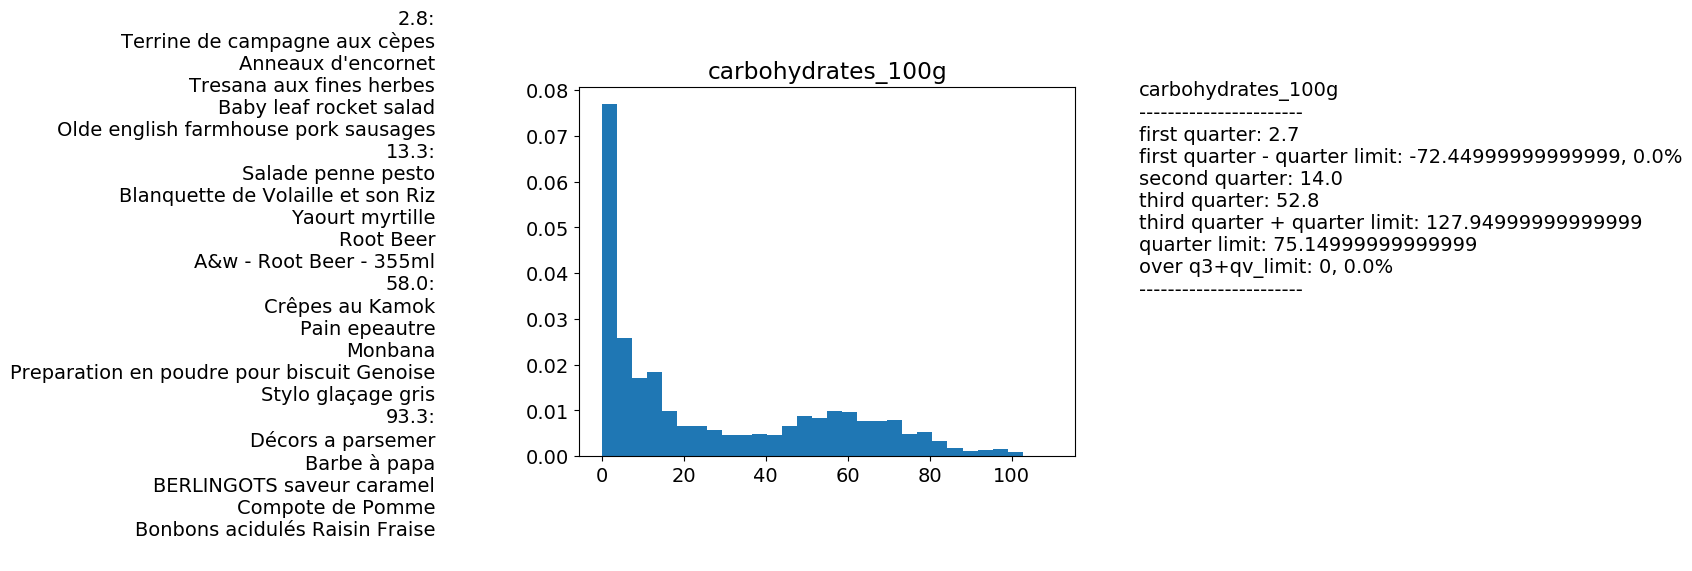 2.8:
Terrine de campagne aux cèpes
Anneaux d'encornet
Tresana aux fines herbes
Baby leaf rocket salad
Olde english farmhouse pork sausages
13.3:
Salade penne pesto
Blanquette de Volaille et son Riz
Yaourt myrtille
Root Beer
A&w - Root Beer - 355ml
58.0:
Crêpes au Kamok
Pain epeautre
Monbana
Preparation en poudre pour biscuit Genoise
Stylo glaçage gris
93.3:
Décors a parsemer
Barbe à papa
BERLINGOTS saveur caramel
Compote de Pomme
Bonbons acidulés Raisin Fraise
carbohydrates_100g
0.08
0.07
0.06
0.05
0.04
0.03
0.02
0.01
0.00
0 20 40 60 80 100
carbohydrates_100g
-----------------------
first quarter: 2.7
first quarter - quarter limit: -72.44999999999999, 0.0%
second quarter: 14.0
third quarter: 52.8
third quarter + quarter limit: 127.94999999999999
quarter limit: 75.14999999999999
over q3+qv_limit: 0, 0.0%
-----------------------